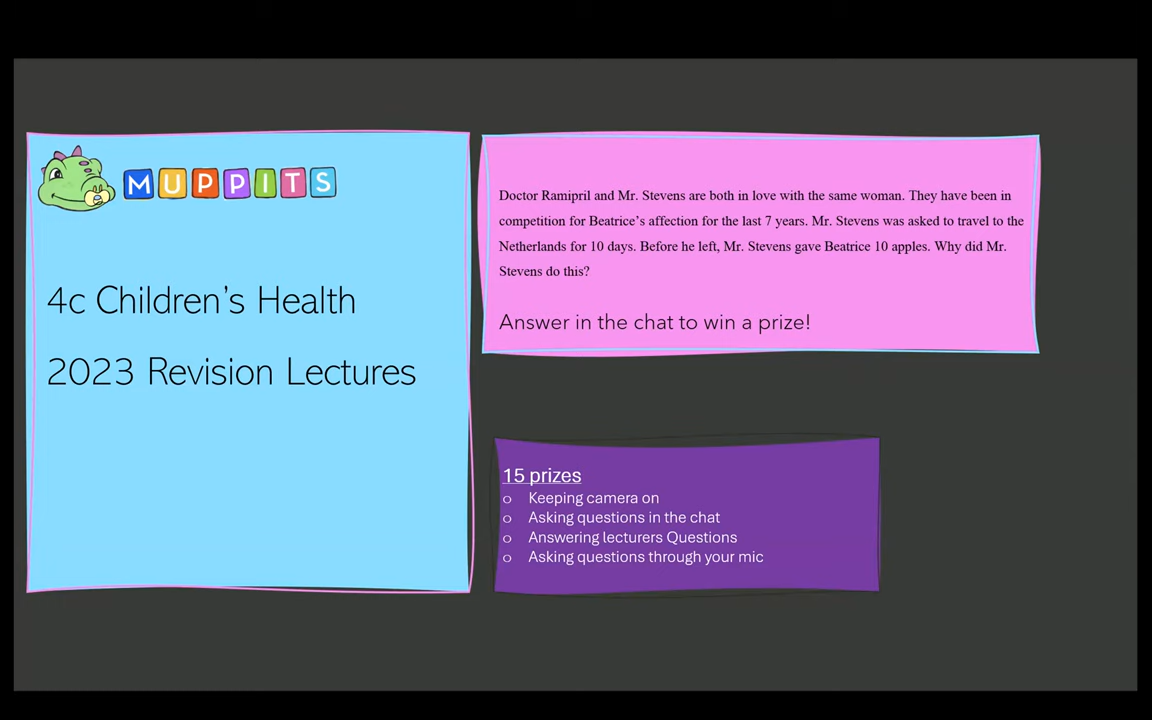 MUPPITS
4c Children's Health
2023 Revision Lectures
Doctor Ramipril and Mr. Stevens are both in love with the same woman. They have been in
competition for Beatrice's affection for the last 7 years. Mr. Stevens was asked to travel to the
Netherlands for 10 days. Before he left, Mr. Stevens gave Beatrice 10 apples. Why did Mr.
Stevens do this?
Answer in the chat to win a prize!
15 prizes
o Keeping camera on
o Asking questions in the chat
o Answering lecturers Questions
o Asking questions through your mic